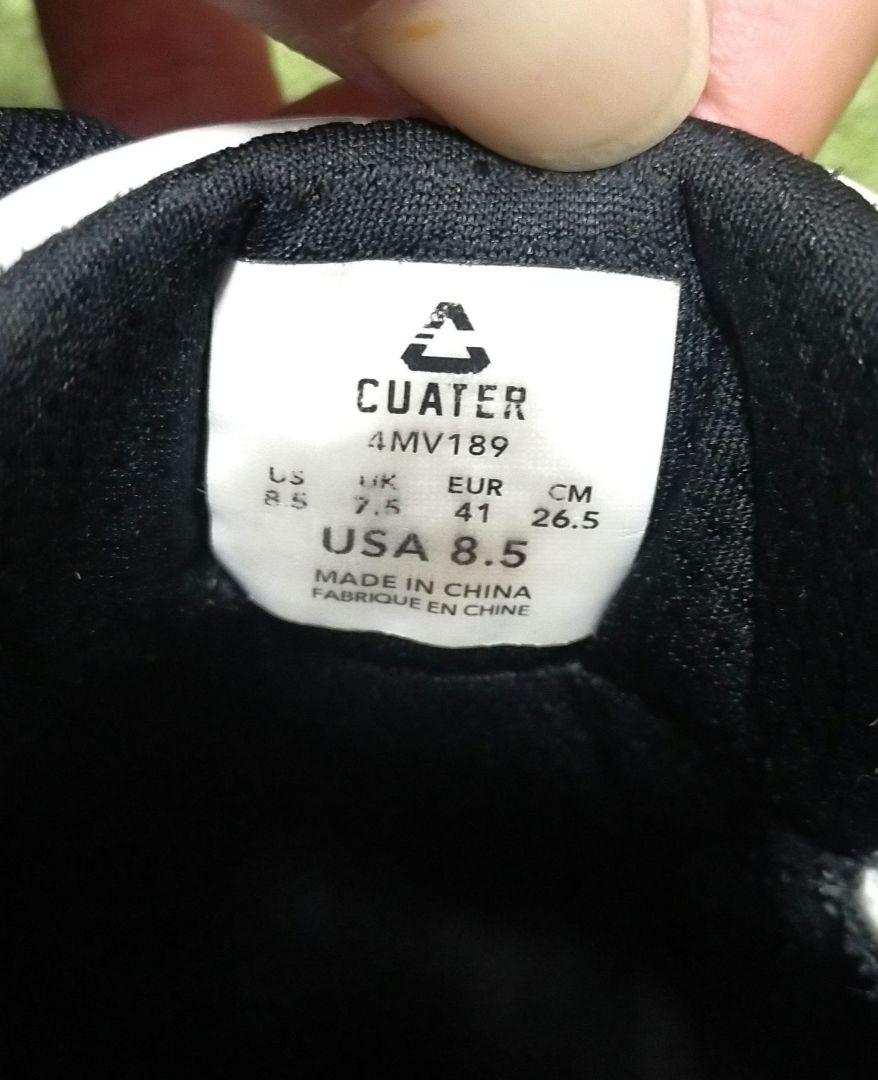 CUATER
4MV189
US UK EUR CM
8.5 7.5 41 26.5
USA 8.5
MADE IN CHINA
FABRIQUE EN CHINE